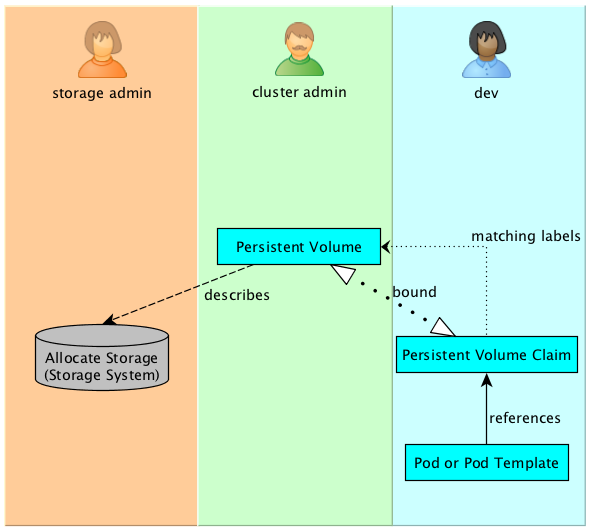 storage admin
cluster admin
dev
matching labels
Persistent Volume
describes
bound
Allocate Storage
(Storage System)
Persistent Volume Claim
references
Pod or Pod Template